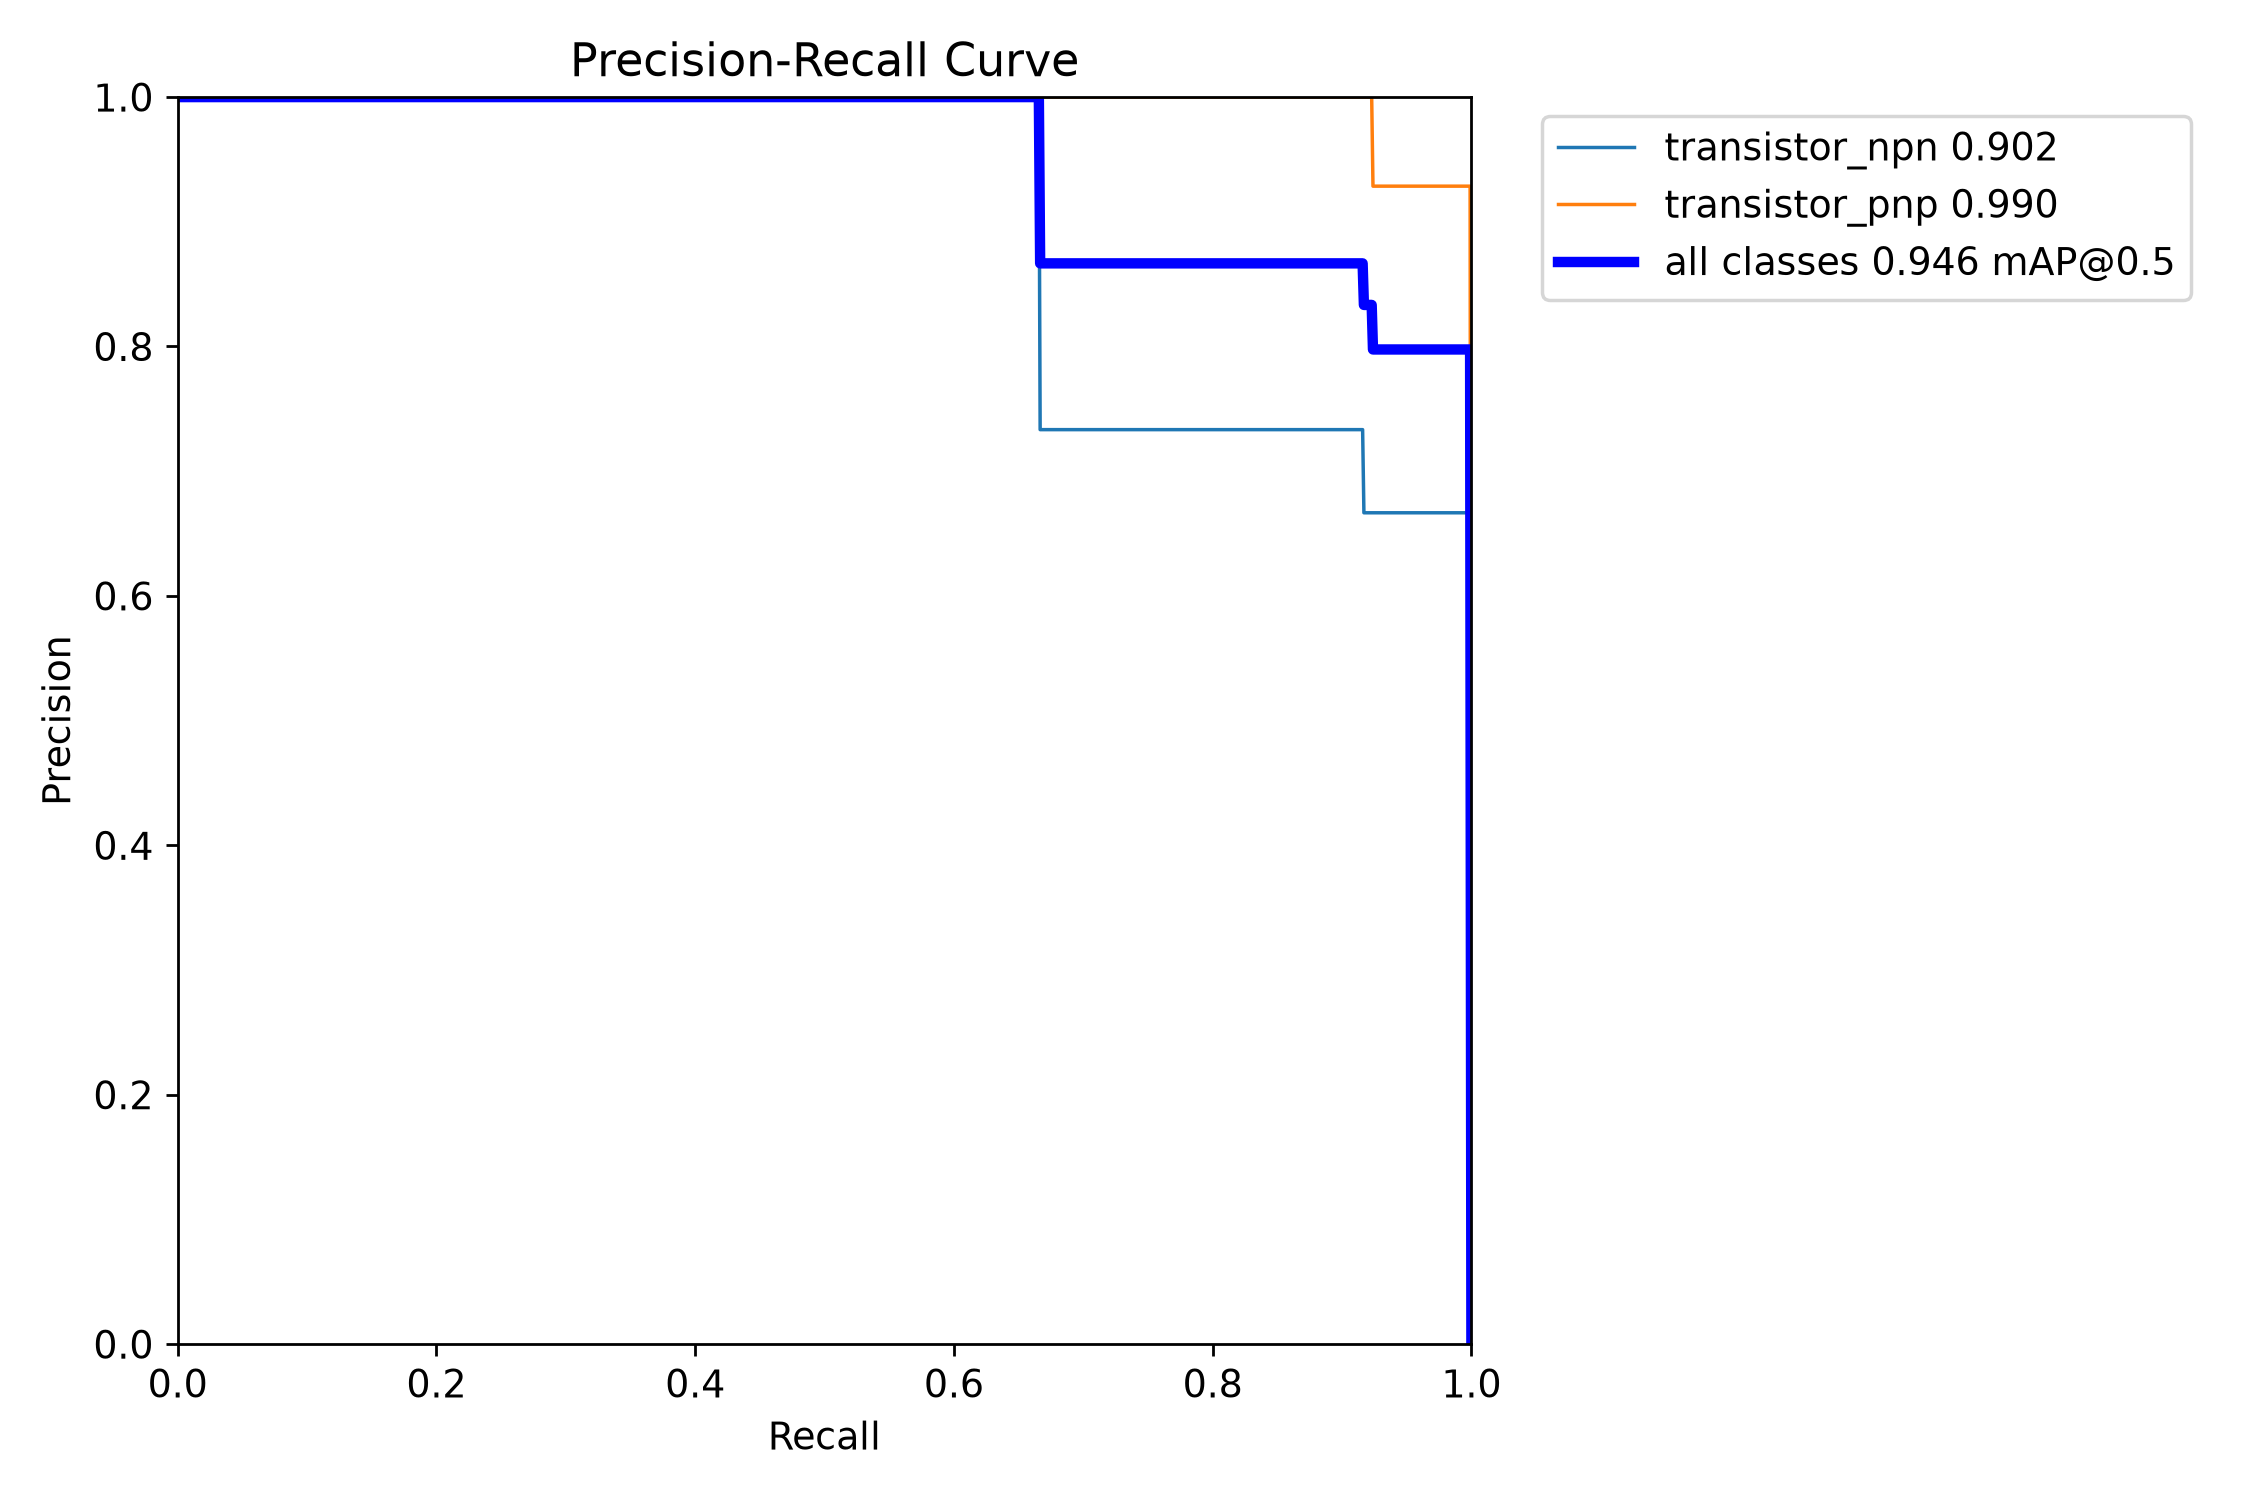 Precision-Recall Curve
1.0
0.8
0.6
0.4
0.2
0.0
Precision
0.0 0.2 0.4 0.6 0.8 1.0
Recall
transistor_npn 0.902
transistor_pnp 0.990
all classes 0.946 mAP@0.5